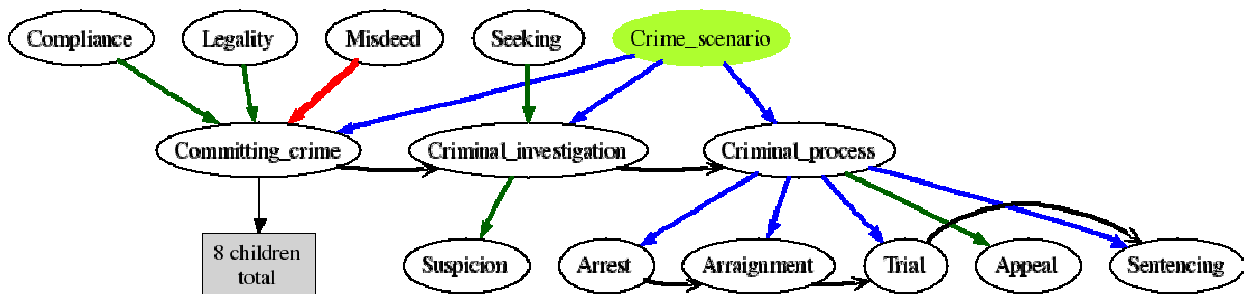 Compliance
Legality
Misdeed
Seeking
Crime_scenario
Committing_crime
Criminal_investigation
Criminal_process
8 children
total
Suspicion
Arrest
Arraignment
Trial
Appeal
Sentencing